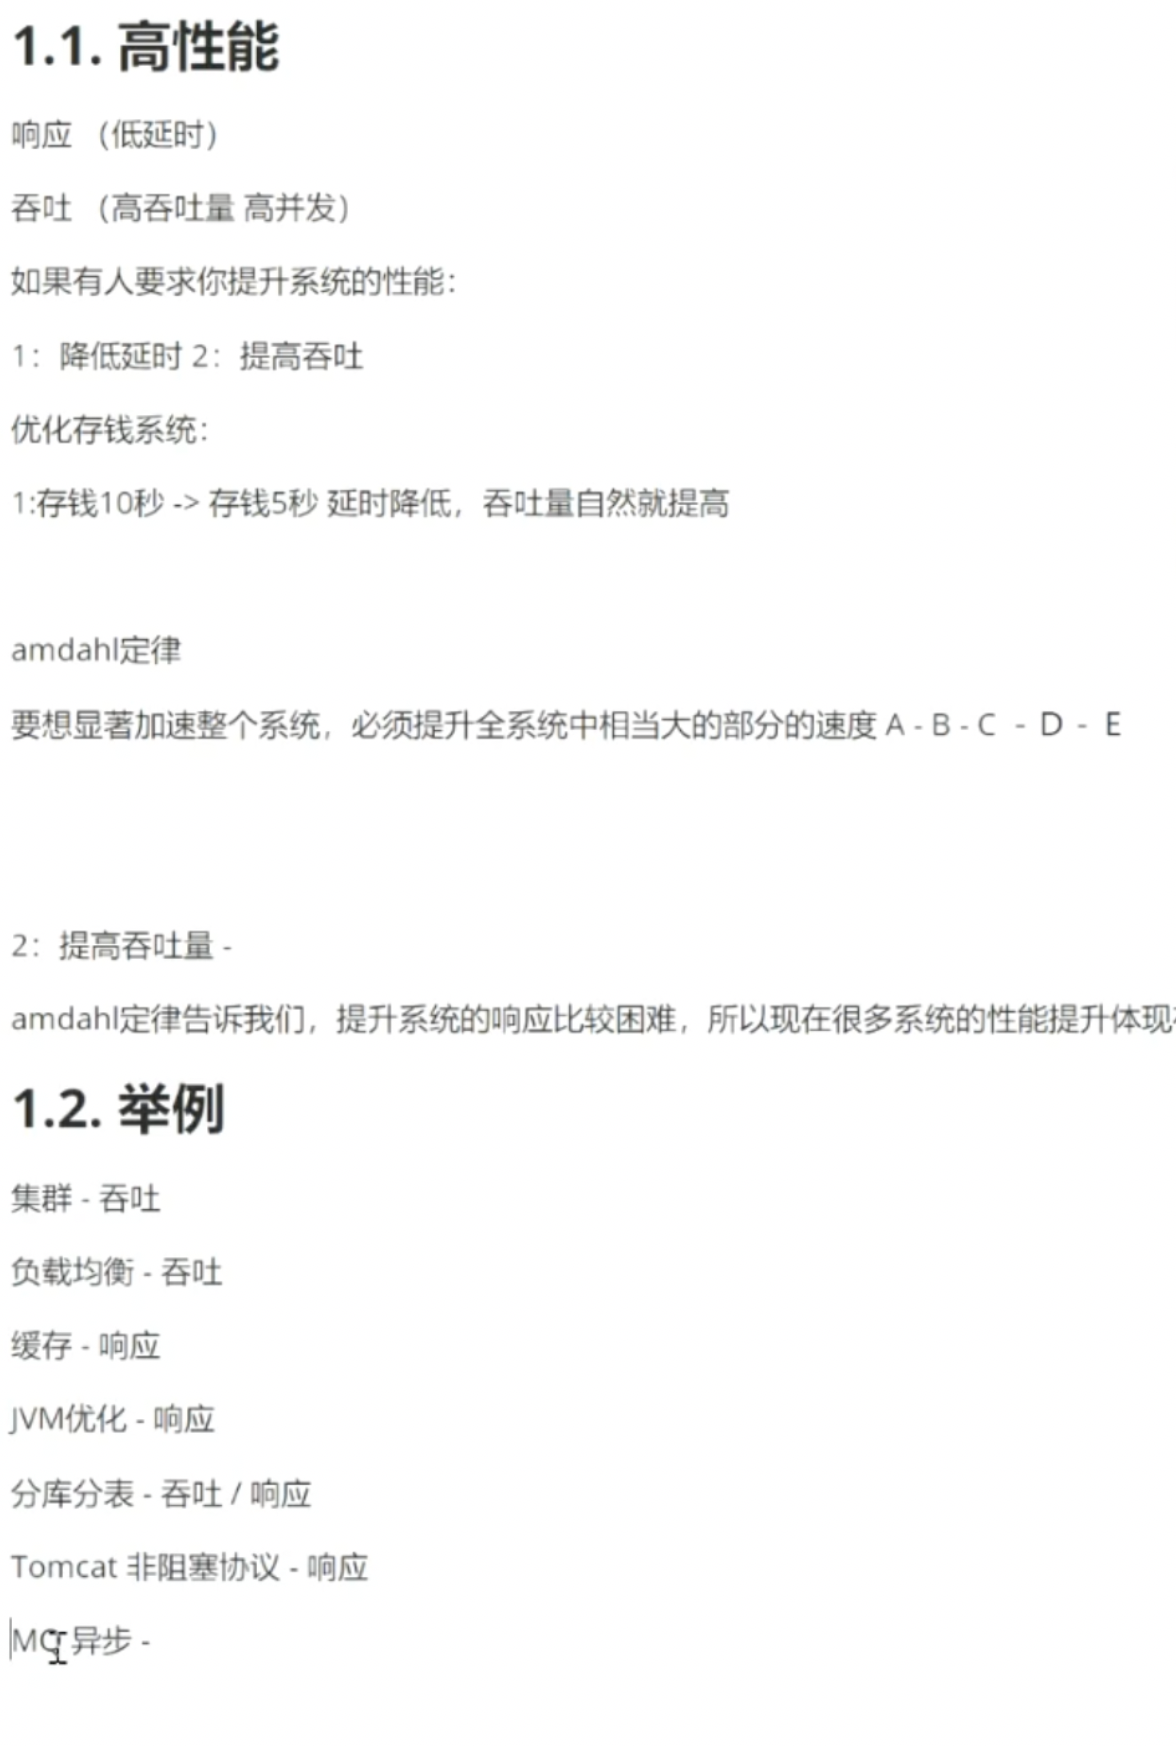 1.1. 高性能
响应 （低延时）
吞吐 （高吞吐量 高并发）
如果有人要求你提升系统的性能：
1：降低延时 2：提高吞吐
优化存钱系统：
1:存钱10秒 -> 存钱5秒 延时降低，吞吐量自然就提高
amdahl定律
要想显著加速整个系统，必须提升全系统中相当大的部分的速度 A - B - C - D - E
2：提高吞吐量 -
amdahl定律告诉我们，提升系统的响应比较困难，所以现在很多系统的性能提升体现
1.2. 举例
集群 - 吞吐
负载均衡 - 吞吐
缓存 - 响应
JVM优化 - 响应
分库分表 - 吞吐 / 响应
Tomcat 非阻塞协议 - 响应
MQ 异步 -